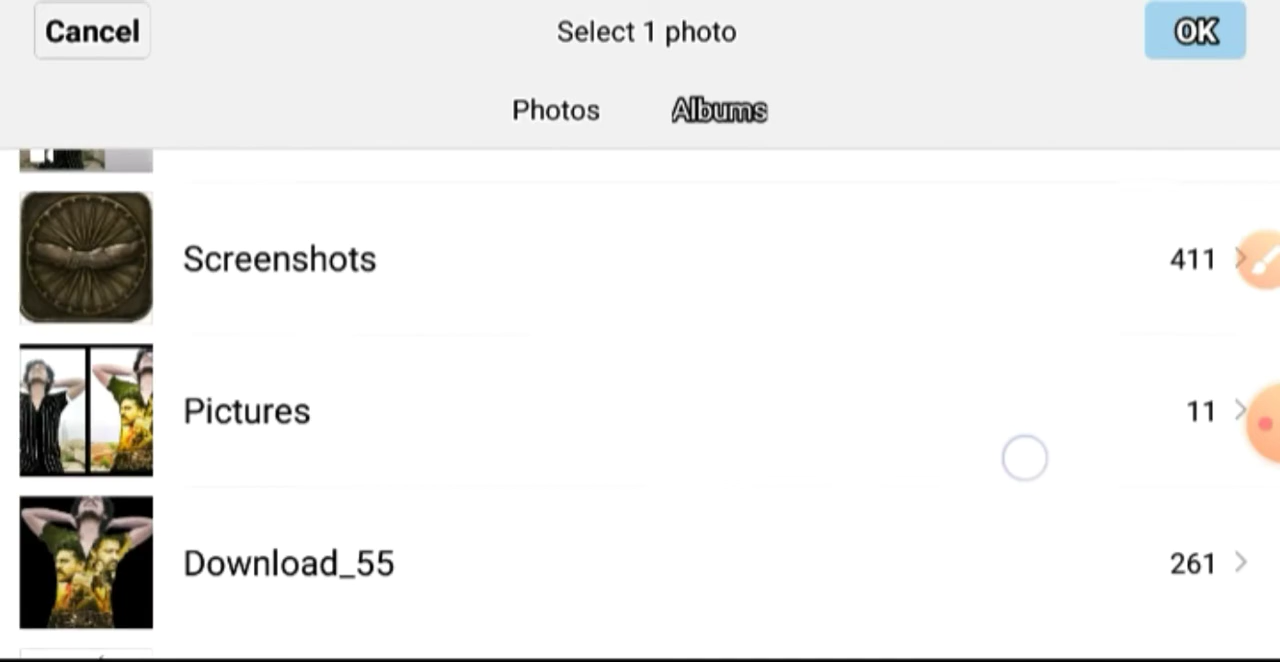 Cancel
Select 1 photo
OK
Photos
Albums
Screenshots
411
Pictures
11
Download_55
261